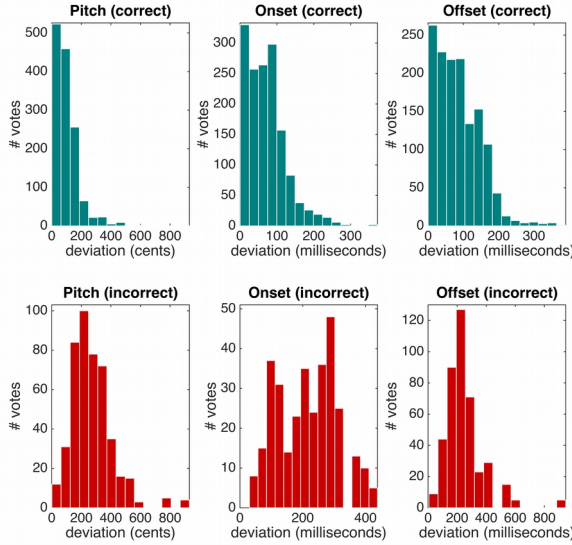 Pitch (correct)
Onset (correct)
Offset (correct)
# votes
500
400
300
200
100
0
0 200 400 600 800
deviation (cents)
# votes
300
250
200
150
100
50
0
0 100 200 300
deviation (milliseconds)
# votes
250
200
150
100
50
0
0 100 200 300
deviation (milliseconds)
Pitch (incorrect)
Onset (incorrect)
Offset (incorrect)
# votes
100
80
60
40
20
0
0 200 400 600 800
deviation (cents)
# votes
50
40
30
20
10
0
0 200 400
deviation (milliseconds)
# votes
120
100
80
60
40
20
0
0 200 400 600 800
deviation (milliseconds)